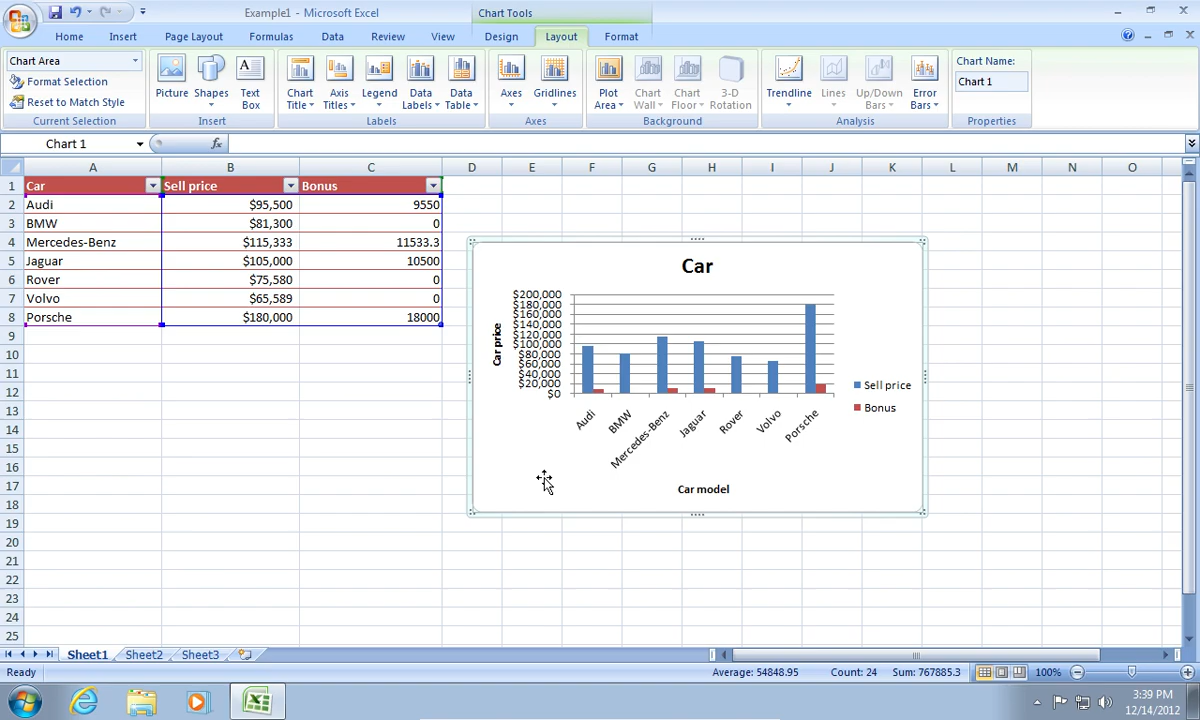 Example1 - Microsoft Excel
Chart Tools
Home Insert Page Layout Formulas Data Review View Design Layout Format
Chart Area
Format Selection
Reset to Match Style
Current Selection
Picture Shapes Text Box
Insert
Chart Title Axis Titles Legend Data Labels Data Table
Labels
Axes Gridlines
Axes
Plot Area Chart Wall Chart Floor 3-D Rotation
Background
Trendline Lines Up/Down Bars Error Bars
Analysis
Chart Name:
Chart 1
Properties
Chart 1 fx
A B C D E F G H I J K L M N O
1 Car Sell price Bonus
2 Audi $95,500 9550
3 BMW $81,300 0
4 Mercedes-Benz $115,333 11533.3
5 Jaguar $105,000 10500
6 Rover $75,580 0
7 Volvo $65,589 0
8 Porsche $180,000 18000
9
10
11
12
13
14
15
16
17
18
19
20
21
22
23
24
25
Car
Car price
$200,000
$180,000
$160,000
$140,000
$120,000
$100,000
$80,000
$60,000
$40,000
$20,000
$0
Audi BMW Mercedes-Benz Jaguar Rover Volvo Porsche
Car model
Sell price
Bonus
Sheet1 Sheet2 Sheet3
Ready Average: 54848.95 Count: 24 Sum: 767885.3 100%
3:39 PM
12/14/2012